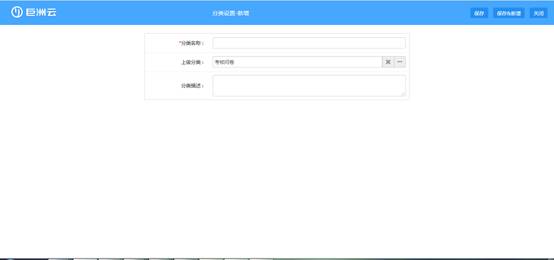 巨洲云
分类设置-新增
保存
保存&新增
关闭
*分类名称：
上级分类：
考核问卷
分类描述：